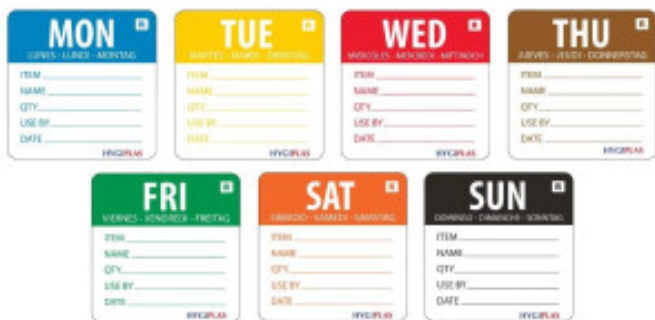 MON
LUNES - LUNDI - MONTAG
ITEM
NAME
QTY
USE BY
DATE
HYGIPLAS
TUE
MARTES - MARDI - DIENSTAG
ITEM
NAME
QTY
USE BY
DATE
HYGIPLAS
WED
MIERCOLES - MERCREDI - MITTWOCH
ITEM
NAME
QTY
USE BY
DATE
HYGIPLAS
THU
JUEVES - JEUDI - DONNERSTAG
ITEM
NAME
QTY
USE BY
DATE
HYGIPLAS
FRI
VIERNES - VENDREDI - FREITAG
ITEM
NAME
QTY
USE BY
DATE
HYGIPLAS
SAT
SABADO - SAMEDI - SAMSTAG
ITEM
NAME
QTY
USE BY
DATE
HYGIPLAS
SUN
DOMINGO - DIMANCHE - SONNTAG
ITEM
NAME
QTY
USE BY
DATE
HYGIPLAS